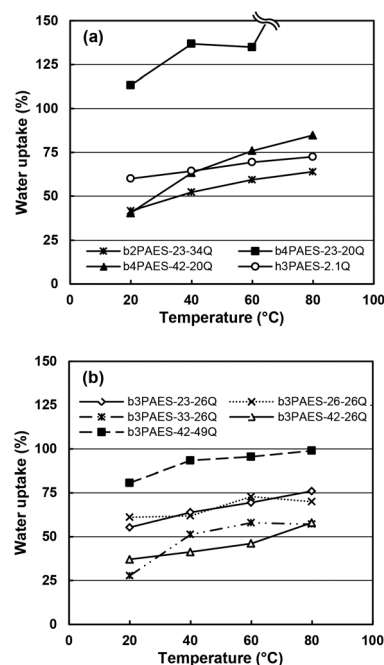 (a)
150
125
100
75
50
25
0
Water uptake (%)
b2PAES-23-34Q b4PAES-23-20Q
b4PAES-42-20Q h3PAES-2.1Q
0 20 40 60 80 100
Temperature (°C)
(b)
150
125
100
75
50
25
0
Water uptake (%)
b3PAES-23-26Q b3PAES-26-26Q
b3PAES-33-26Q b3PAES-42-26Q
b3PAES-42-49Q
0 20 40 60 80 100
Temperature (°C)